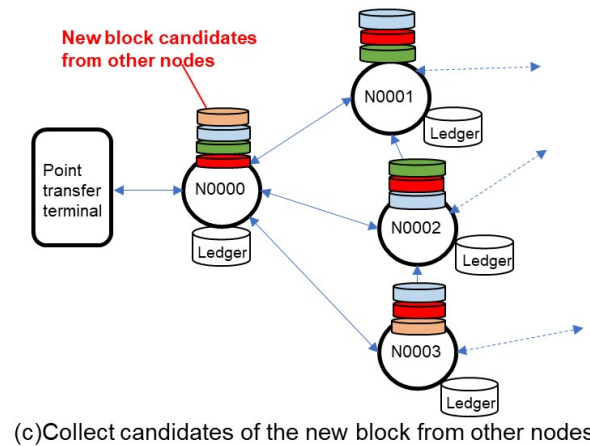 New block candidates
from other nodes
N0001
Ledger
Point
transfer
terminal
N0000
Ledger
N0002
Ledger
N0003
Ledger
(c)Collect candidates of the new block from other nodes